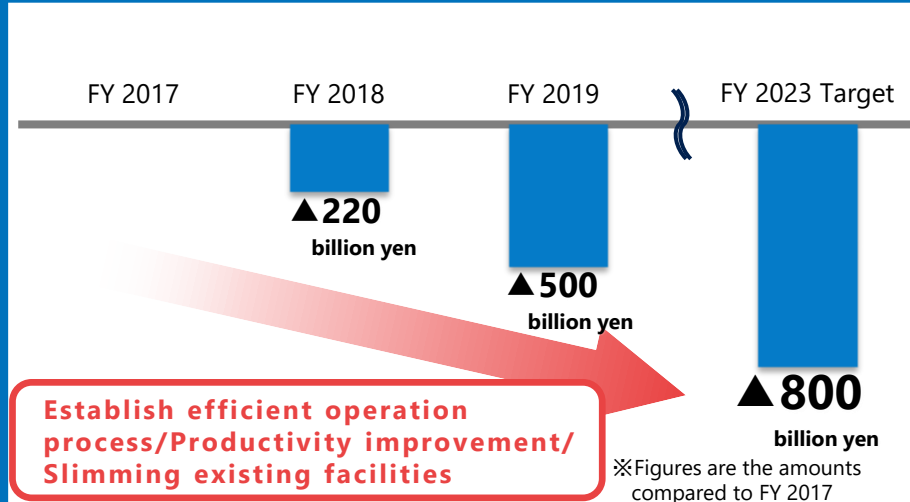 FY 2017
FY 2018
FY 2019
FY 2023 Target
▲220
billion yen
▲500
billion yen
▲800
billion yen
Establish efficient operation
process/Productivity improvement/
Slimming existing facilities
※Figures are the amounts
compared to FY 2017